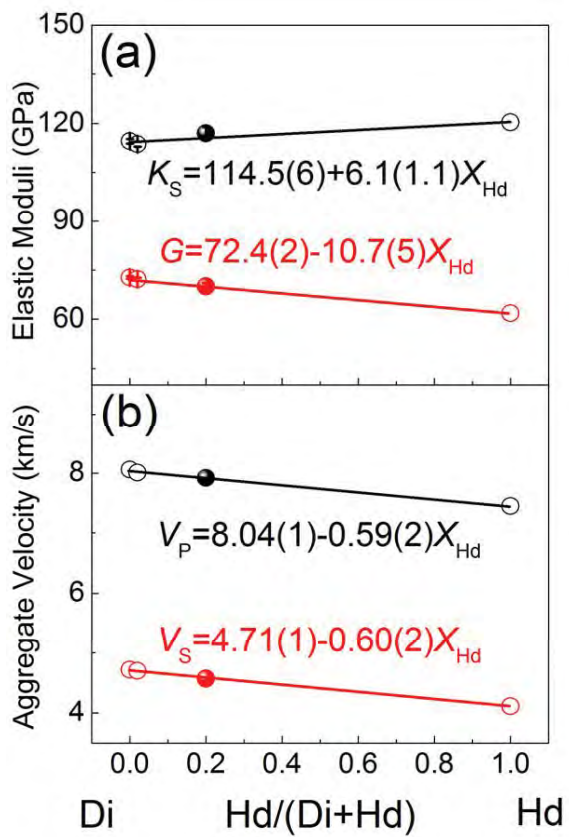 (a)
150
120
90
60
Elastic Moduli (GPa)
K_S=114.5(6)+6.1(1.1)X_Hd
G=72.4(2)-10.7(5)X_Hd
(b)
8
6
4
Aggregate Velocity (km/s)
V_P=8.04(1)-0.59(2)X_Hd
V_S=4.71(1)-0.60(2)X_Hd
0.0 0.2 0.4 0.6 0.8 1.0
Di Hd/(Di+Hd) Hd